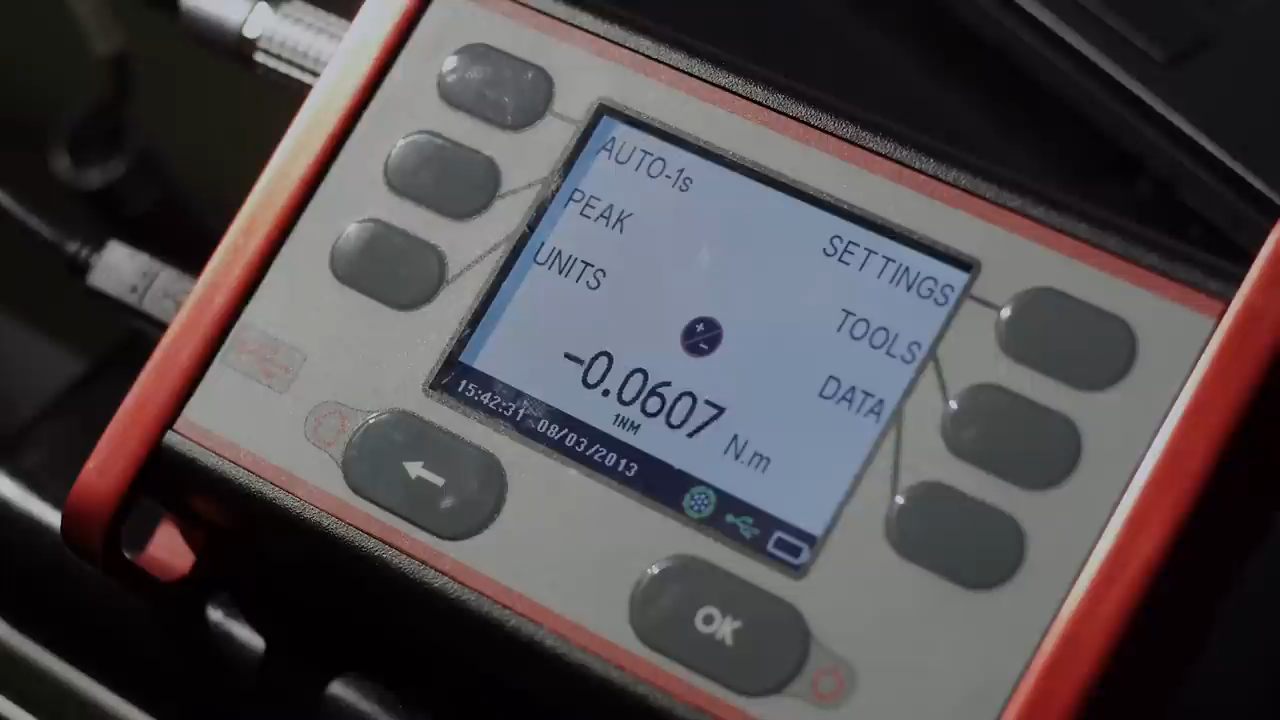 AUTO-1s
PEAK
UNITS
SETTINGS
TOOLS
DATA
-0.0607 N.m
1NM
15:42:31 08/03/2013
OK